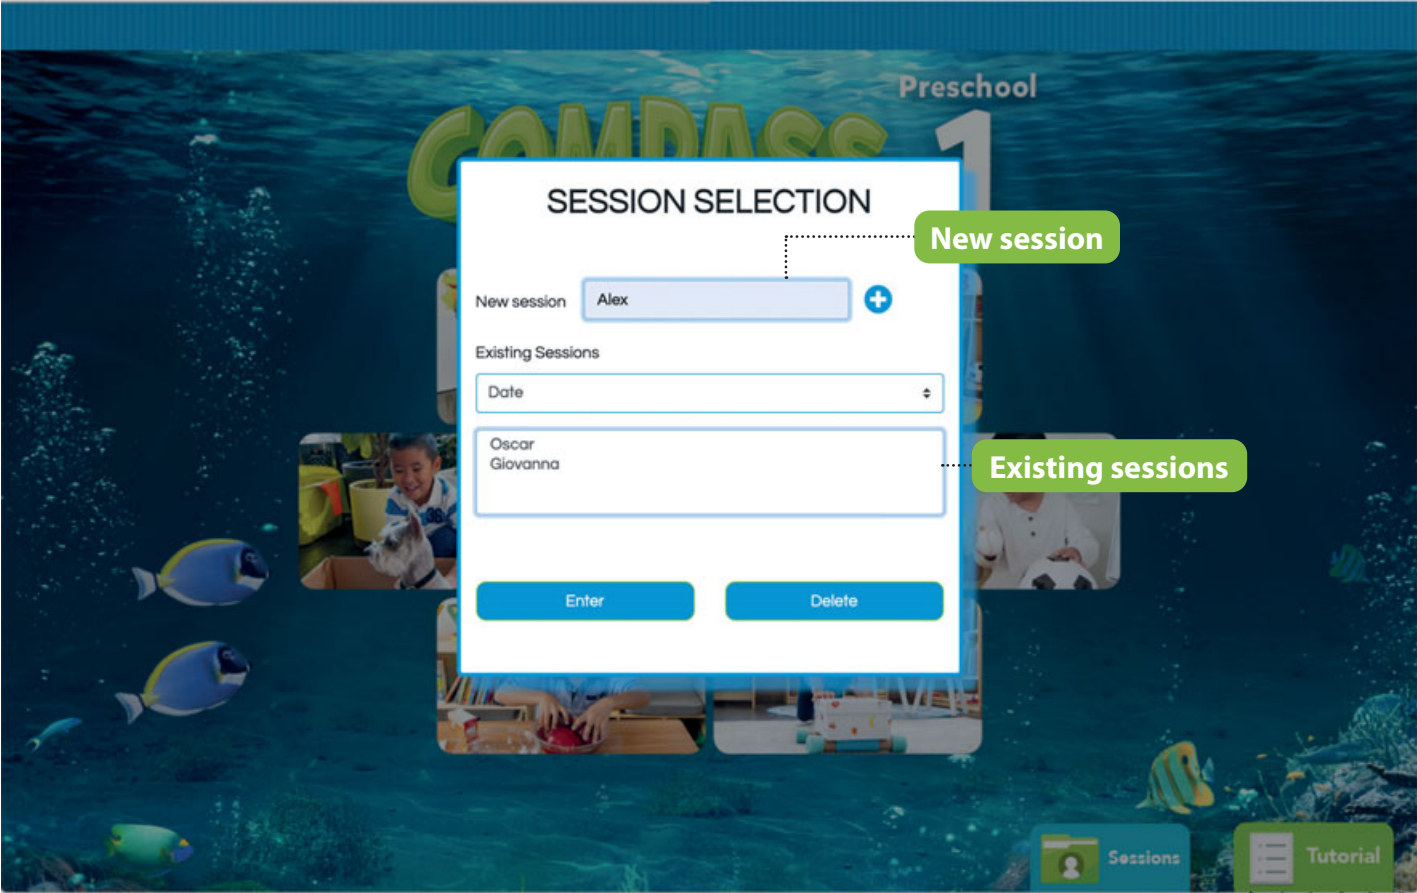 Preschool
COMPASS
1
SESSION SELECTION
New session
New session
Alex
Existing Sessions
Date
Oscar
Giovanna
Existing sessions
Enter
Delete
Sessions
Tutorial